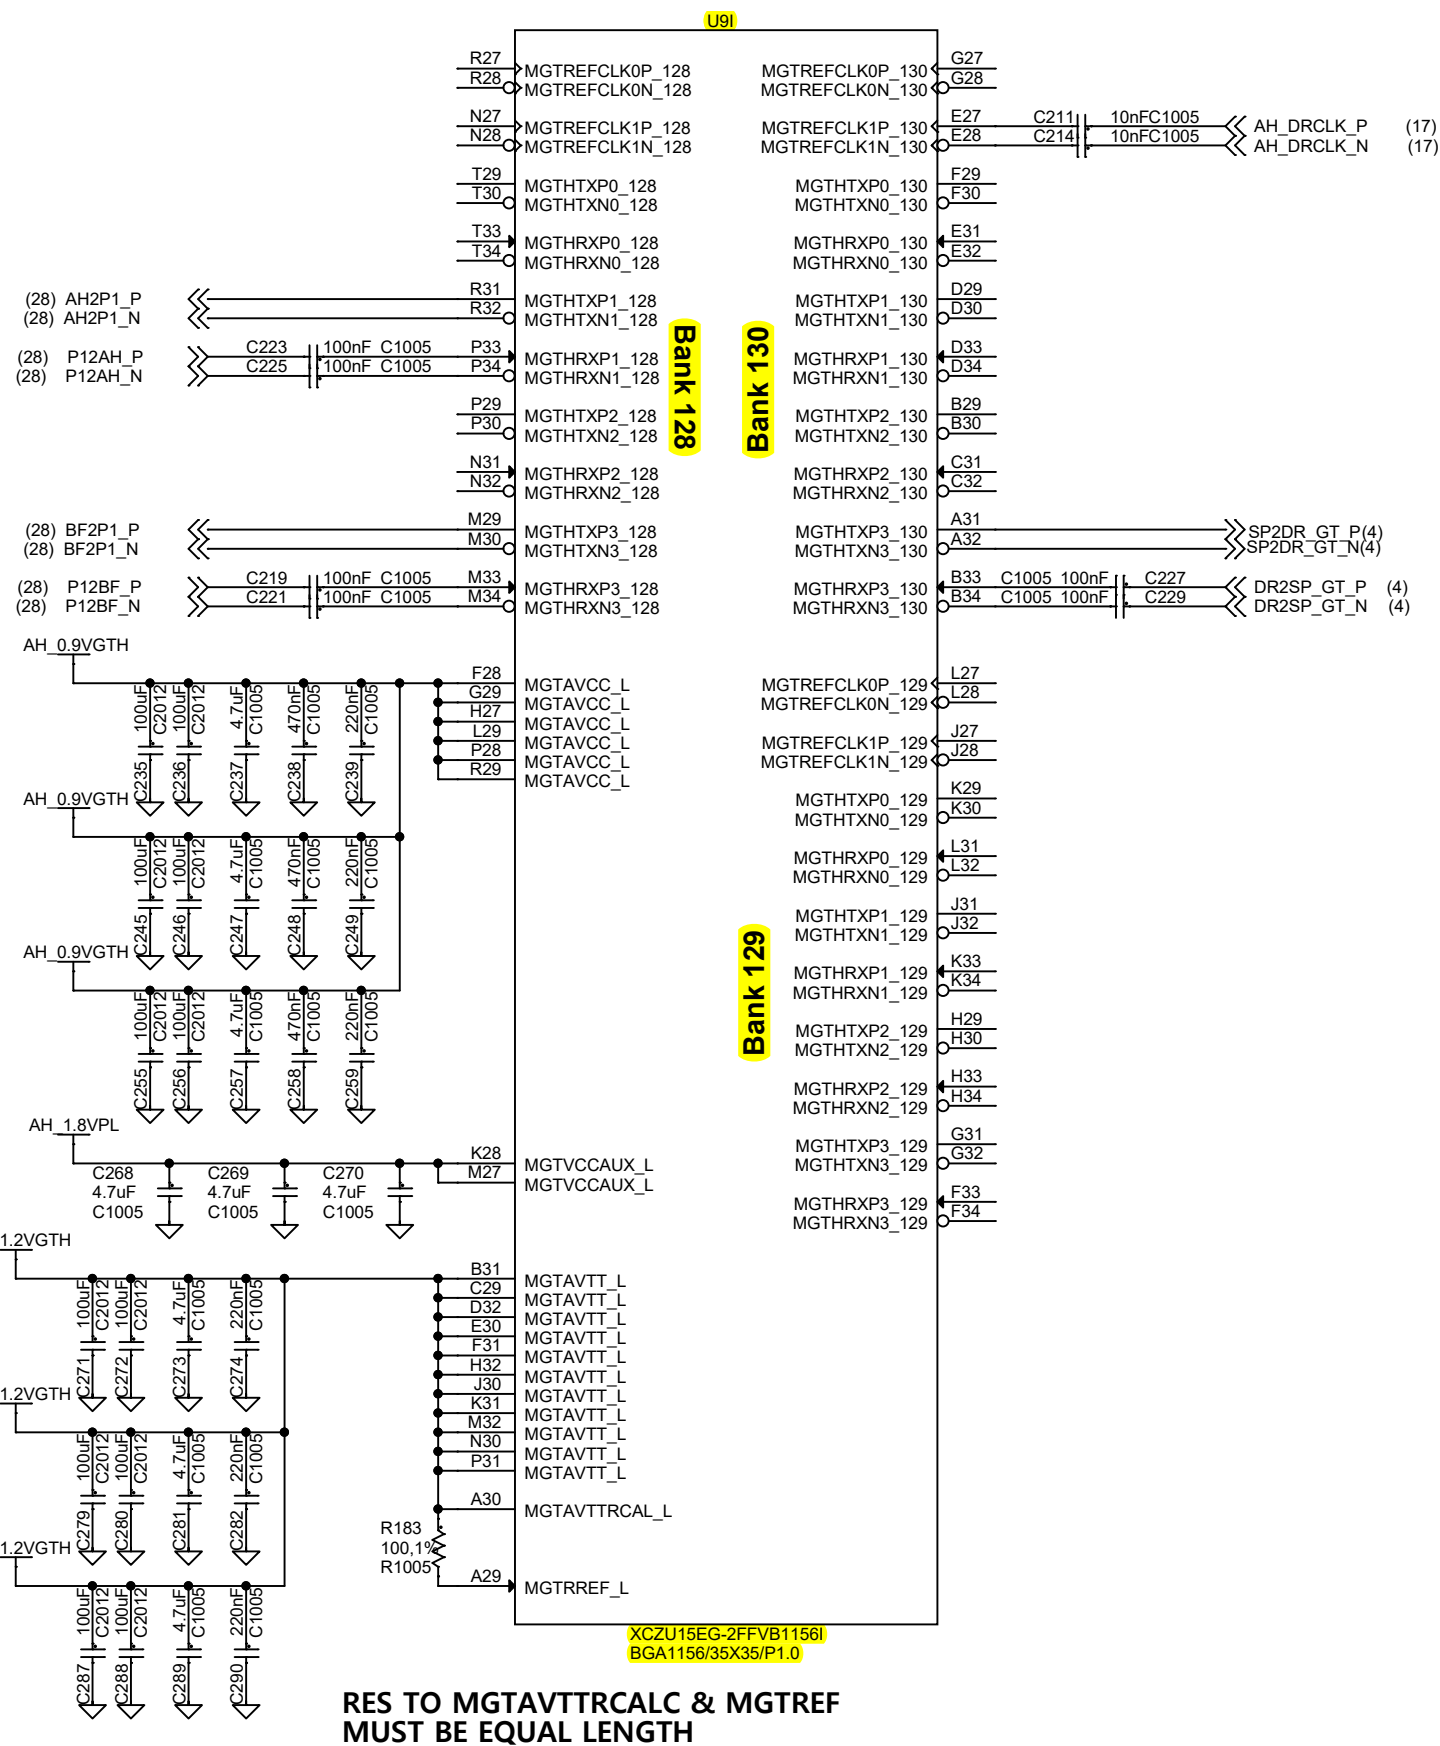 U9I
R27
MGTREFCLK0P_128
R28
MGTREFCLK0N_128
N27
MGTREFCLK1P_128
N28
MGTREFCLK1N_128
T29
MGTHTXP0_128
T30
MGTHTXN0_128
T33
MGTHRXP0_128
T34
MGTHRXN0_128
(28) AH2P1_P
R31
MGTHTXP1_128
(28) AH2P1_N
R32
MGTHTXN1_128
(28) P12AH_P
C223 100nF C1005
P33
MGTHRXP1_128
(28) P12AH_N
C225 100nF C1005
P34
MGTHRXN1_128
P29
MGTHTXP2_128
P30
MGTHTXN2_128
N31
MGTHRXP2_128
N32
MGTHRXN2_128
(28) BF2P1_P
M29
MGTHTXP3_128
(28) BF2P1_N
M30
MGTHTXN3_128
(28) P12BF_P
C219 100nF C1005
M33
MGTHRXP3_128
(28) P12BF_N
C221 100nF C1005
M34
MGTHRXN3_128
Bank 128
Bank 130
MGTREFCLK0P_130
G27
MGTREFCLK0N_130
G28
MGTREFCLK1P_130
E27
C211 10nFC1005
AH_DRCLK_P (17)
MGTREFCLK1N_130
E28
C214 10nFC1005
AH_DRCLK_N (17)
MGTHTXP0_130
F29
MGTHTXN0_130
F30
MGTHRXP0_130
E31
MGTHRXN0_130
E32
MGTHTXP1_130
D29
MGTHTXN1_130
D30
MGTHRXP1_130
D33
MGTHRXN1_130
D34
MGTHTXP2_130
B29
MGTHTXN2_130
B30
MGTHRXP2_130
C31
MGTHRXN2_130
C32
MGTHTXP3_130
A31
SP2DR_GT_P(4)
MGTHTXN3_130
A32
SP2DR_GT_N(4)
MGTHRXP3_130
B33
C1005 100nF C227
DR2SP_GT_P (4)
MGTHRXN3_130
B34
C1005 100nF C229
DR2SP_GT_N (4)
AH_0.9VGTH
C235 100uF C2012
C236 100uF C2012
C237 4.7uF C1005
C238 470nF C1005
C239 220nF C1005
F28
MGTAVCC_L
G29
MGTAVCC_L
H27
MGTAVCC_L
L29
MGTAVCC_L
P28
MGTAVCC_L
R29
MGTAVCC_L
AH_0.9VGTH
C245 100uF C2012
C246 100uF C2012
C247 4.7uF C1005
C248 470nF C1005
C249 220nF C1005
AH_0.9VGTH
C255 100uF C2012
C256 100uF C2012
C257 4.7uF C1005
C258 470nF C1005
C259 220nF C1005
MGTREFCLK0P_129
L27
MGTREFCLK0N_129
L28
MGTREFCLK1P_129
J27
MGTREFCLK1N_129
J28
MGTHTXP0_129
K29
MGTHTXN0_129
K30
MGTHRXP0_129
L31
MGTHRXN0_129
L32
MGTHTXP1_129
J31
MGTHTXN1_129
J32
MGTHRXP1_129
K33
MGTHRXN1_129
K34
MGTHTXP2_129
H29
MGTHTXN2_129
H30
MGTHRXP2_129
H33
MGTHRXN2_129
H34
MGTHTXP3_129
G31
MGTHTXN3_129
G32
MGTHRXP3_129
F33
MGTHRXN3_129
F34
Bank 129
AH_1.8VPL
C268
4.7uF
C1005
C269
4.7uF
C1005
C270
4.7uF
C1005
K28
MGTVCCAUX_L
M27
MGTVCCAUX_L
1.2VGTH
C271 100uF C2012
C272 100uF C2012
C273 4.7uF C1005
C274 220nF C1005
B31
MGTAVTT_L
C29
MGTAVTT_L
D32
MGTAVTT_L
E30
MGTAVTT_L
F31
MGTAVTT_L
H32
MGTAVTT_L
J30
MGTAVTT_L
K31
MGTAVTT_L
M32
MGTAVTT_L
N30
MGTAVTT_L
P31
MGTAVTT_L
1.2VGTH
C279 100uF C2012
C280 100uF C2012
C281 4.7uF C1005
C282 220nF C1005
A30
MGTAVTTRCAL_L
R183
100,1%
R1005
A29
MGTRREF_L
1.2VGTH
C287 100uF C2012
C288 100uF C2012
C289 4.7uF C1005
C290 220nF C1005
XCZU15EG-2FFVB1156I
BGA1156/35X35/P1.0
RES TO MGTAVTTRCALC & MGTREF
MUST BE EQUAL LENGTH